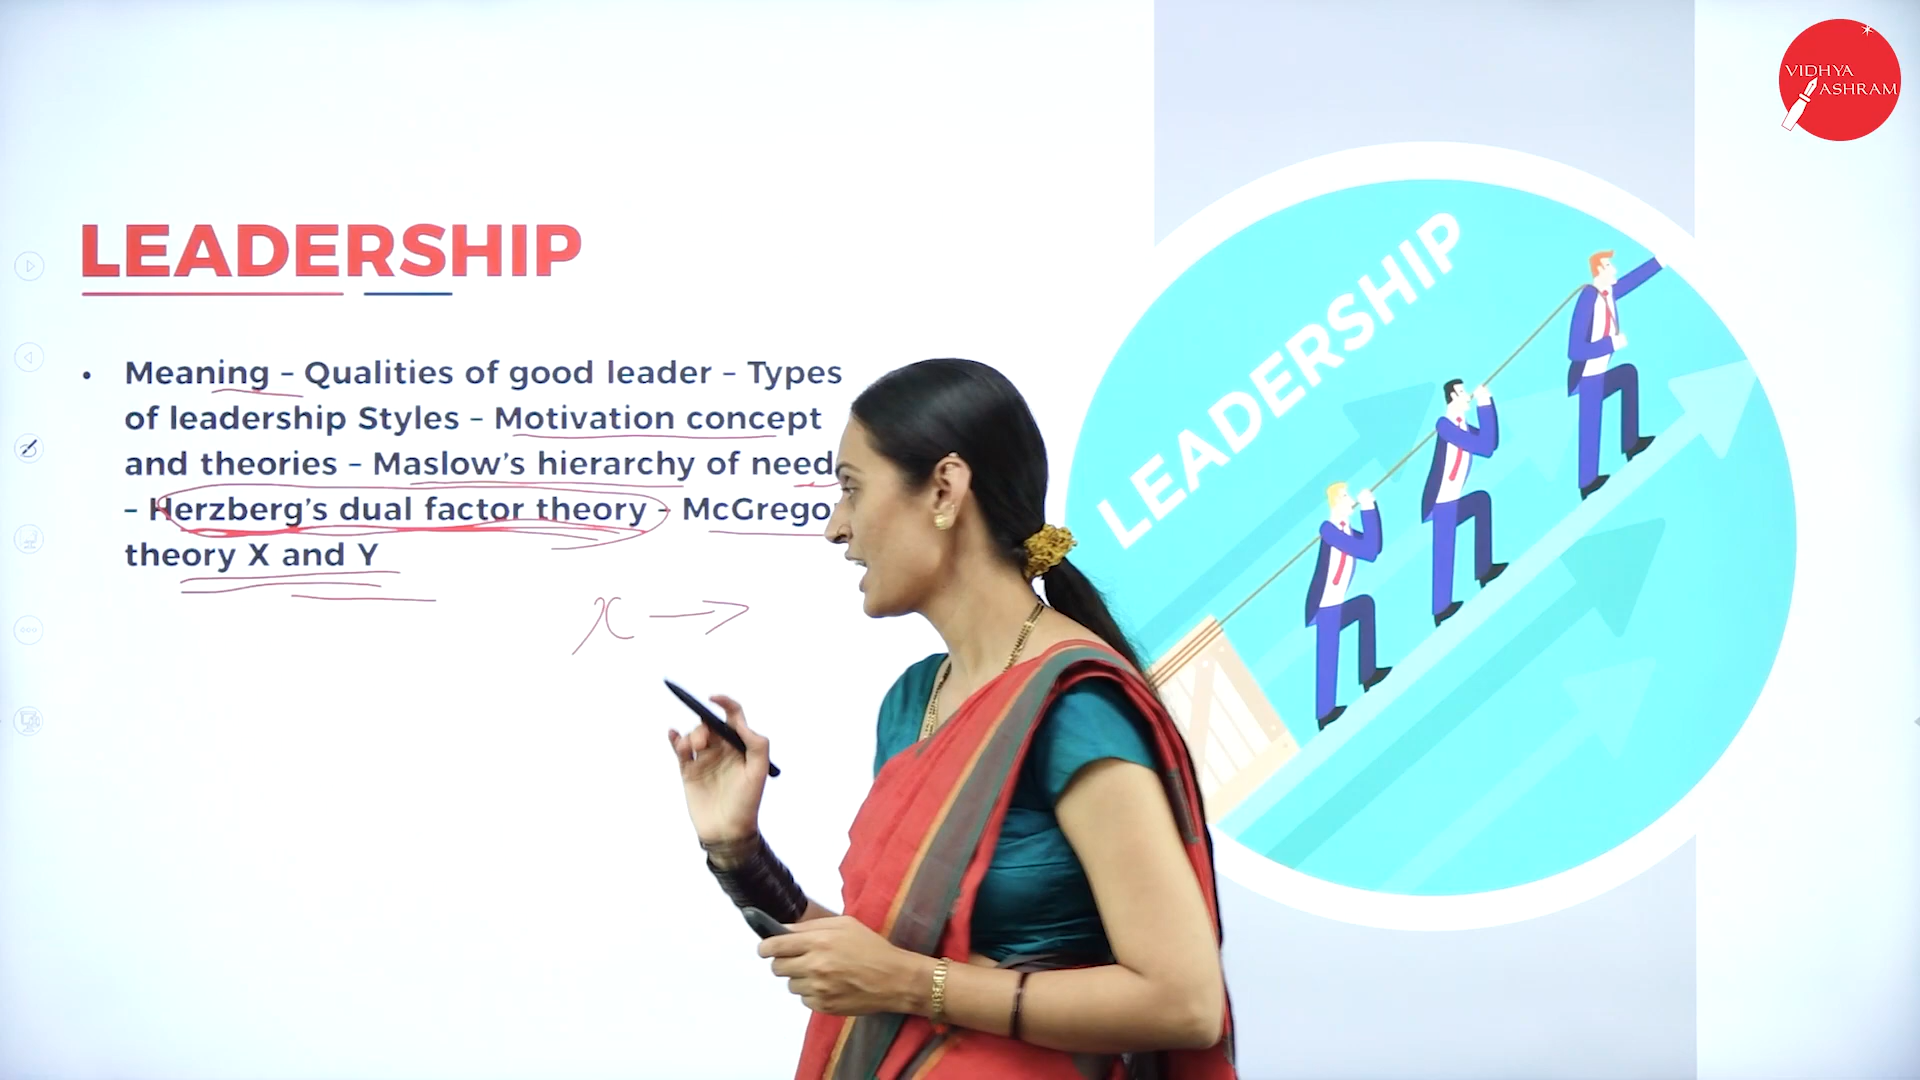 VIDHYA
ASHRAM
LEADERSHIP
LEADERSHIP
• Meaning – Qualities of good leader – Types
of leadership Styles – Motivation concept
and theories – Maslow's hierarchy of need
– Herzberg's dual factor theory – McGrego
theory X and Y
x →